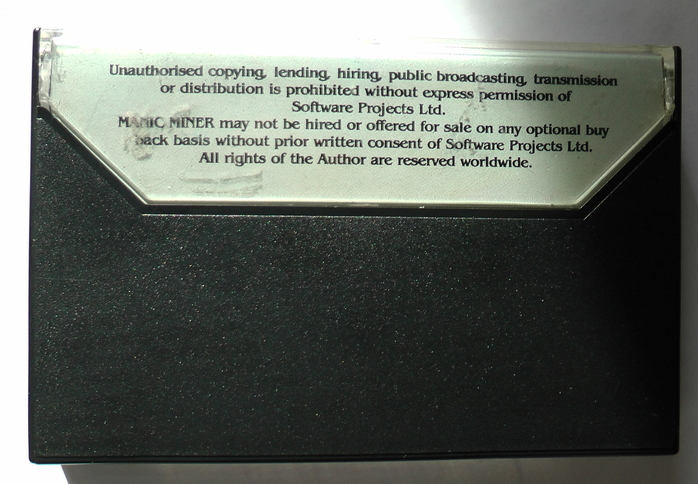 Unauthorised copying, lending, hiring, public broadcasting, transmission
or distribution is prohibited without express permission of
Software Projects Ltd.
MANIC MINER may not be hired or offered for sale on any optional buy
back basis without prior written consent of Software Projects Ltd.
All rights of the Author are reserved worldwide.